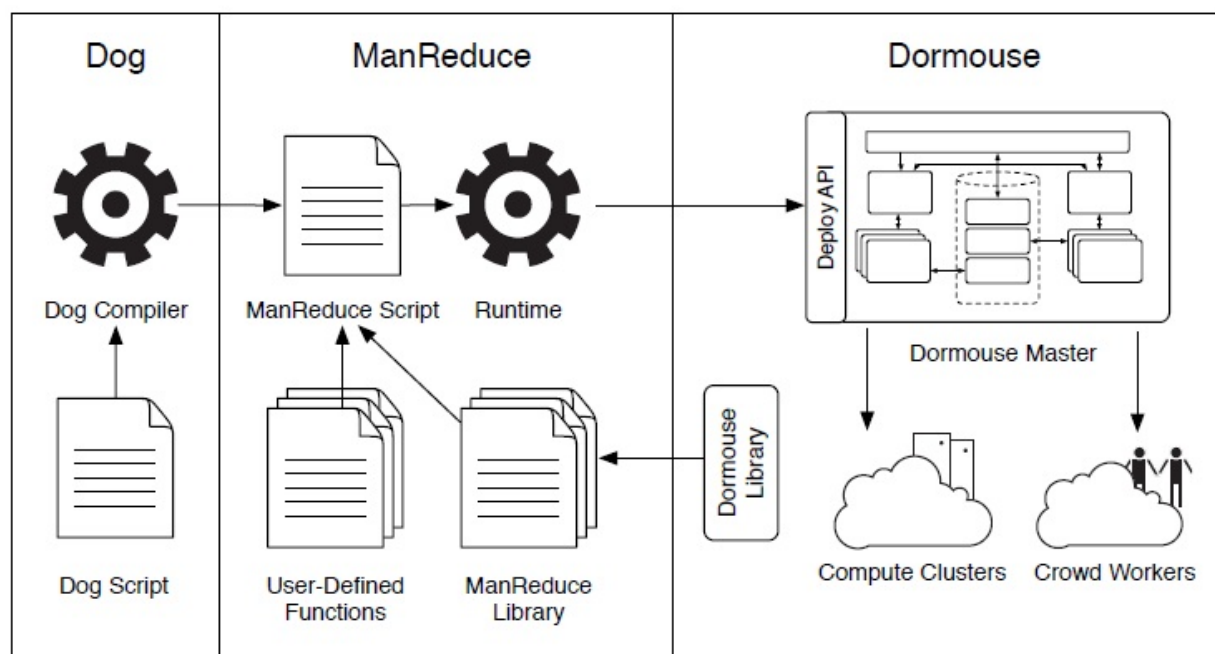 Dog
ManReduce
Dormouse
Deploy API
Dog Compiler
ManReduce Script
Runtime
Dormouse Master
Dormouse
Library
Dog Script
User-Defined
Functions
ManReduce
Library
Compute Clusters
Crowd Workers